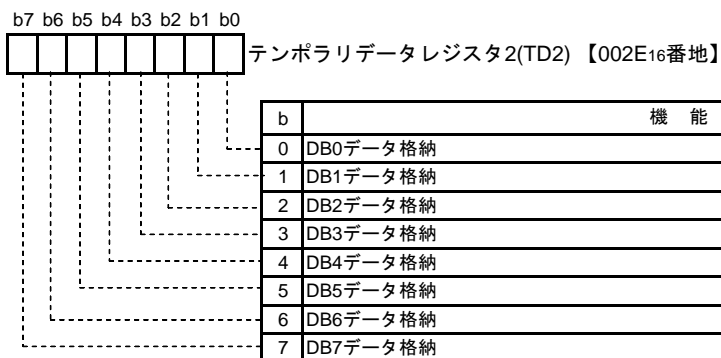 b7 b6 b5 b4 b3 b2 b1 b0
テンポラリデータレジスタ2(TD2) 【002E16番地】
b 機 能
0 DB0データ格納
1 DB1データ格納
2 DB2データ格納
3 DB3データ格納
4 DB4データ格納
5 DB5データ格納
6 DB6データ格納
7 DB7データ格納